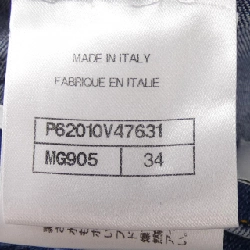 MADE IN ITALY
FABRIQUE EN ITALIE
P62010V47631
MG905 34